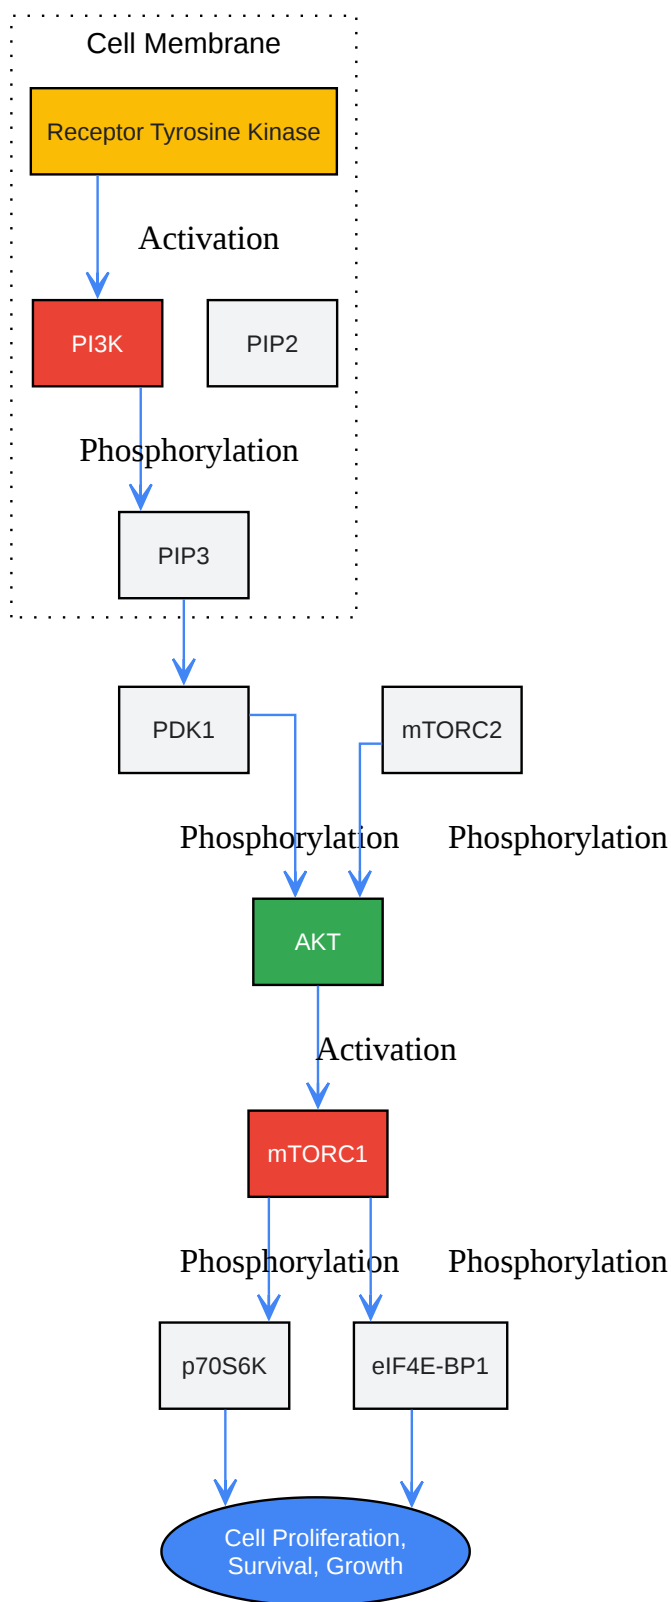 Cell Membrane
Receptor Tyrosine Kinase
Activation
PI3K
PIP2
Phosphorylation
PIP3
PDK1
mTORC2
Phosphorylation
Phosphorylation
AKT
Activation
mTORC1
Phosphorylation
Phosphorylation
p70S6K
eIF4E-BP1
Cell Proliferation,
Survival, Growth